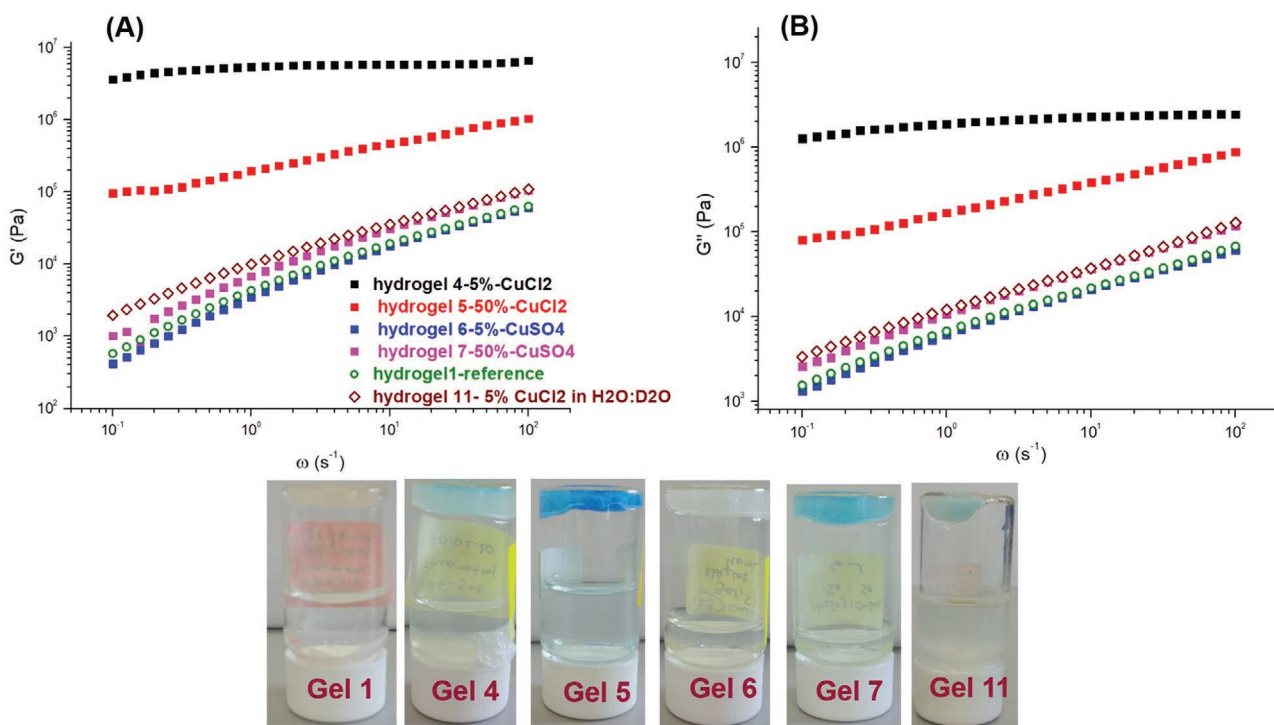 (A)
10⁷
10⁶
10⁵
10⁴
10³
10²
G' (Pa)
10⁻¹ 10⁰ 10¹ 10²
ω (s⁻¹)
hydrogel 4-5%-CuCl2
hydrogel 5-50%-CuCl2
hydrogel 6-5%-CuSO4
hydrogel 7-50%-CuSO4
hydrogel1-reference
hydrogel 11- 5% CuCl2 in H2O:D2O
(B)
10⁷
10⁶
10⁵
10⁴
10³
G'' (Pa)
10⁻¹ 10⁰ 10¹ 10²
ω (s⁻¹)
Gel 1
Gel 4
Gel 5
Gel 6
Gel 7
Gel 11